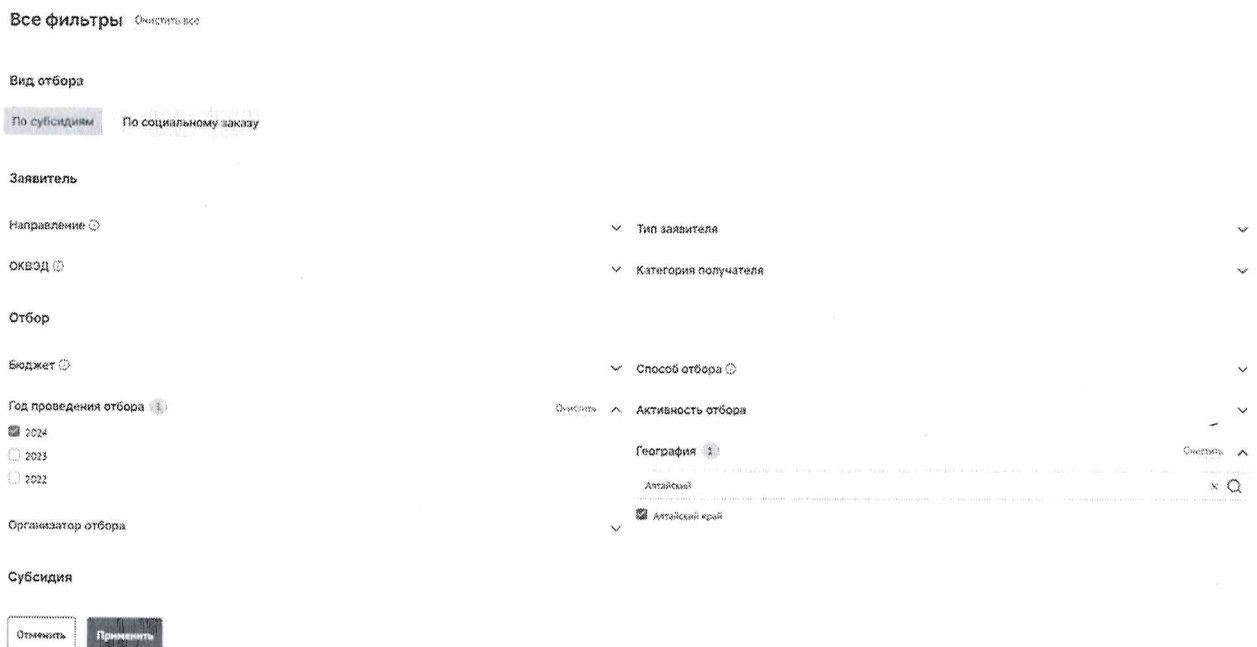 Все фильтры Очистить все
Вид отбора
По субсидиям По социальному заказу
Заявитель
Направление
Тип заявителя
ОКВЭД
Категория получателя
Отбор
Бюджет
Способ отбора
Год проведения отбора 1 Очистить
Активность отбора
2024
2023
2022
География 1 Очистить
Алтайский
Алтайский край
Организатор отбора
Субсидия
Отменить Применить